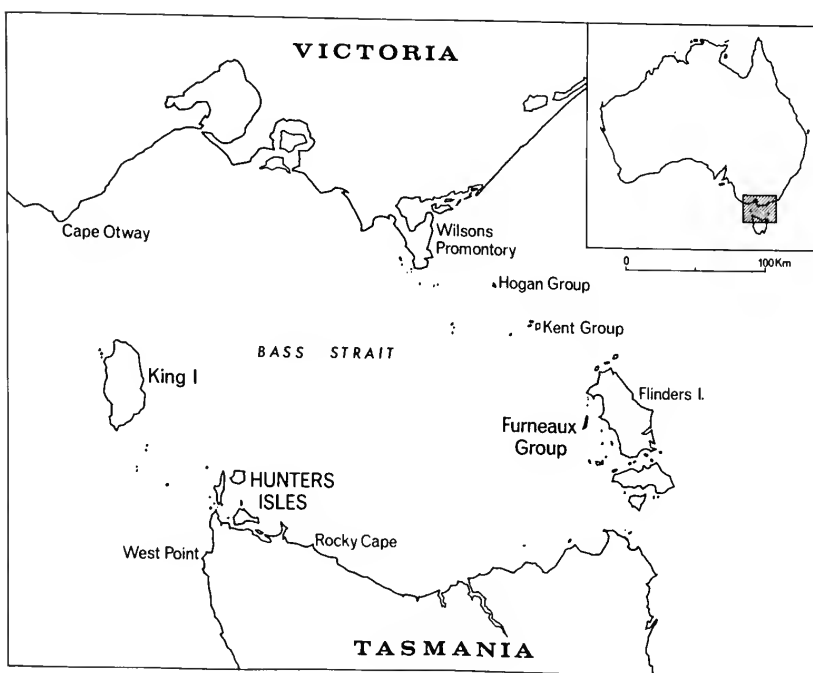 VICTORIA
Cape Otway
Wilsons
Promontory
0 100Km
Hogan Group
Kent Group
BASS STRAIT
King I
Flinders I.
Furneaux
Group
HUNTERS
ISLES
West Point
Rocky Cape
TASMANIA